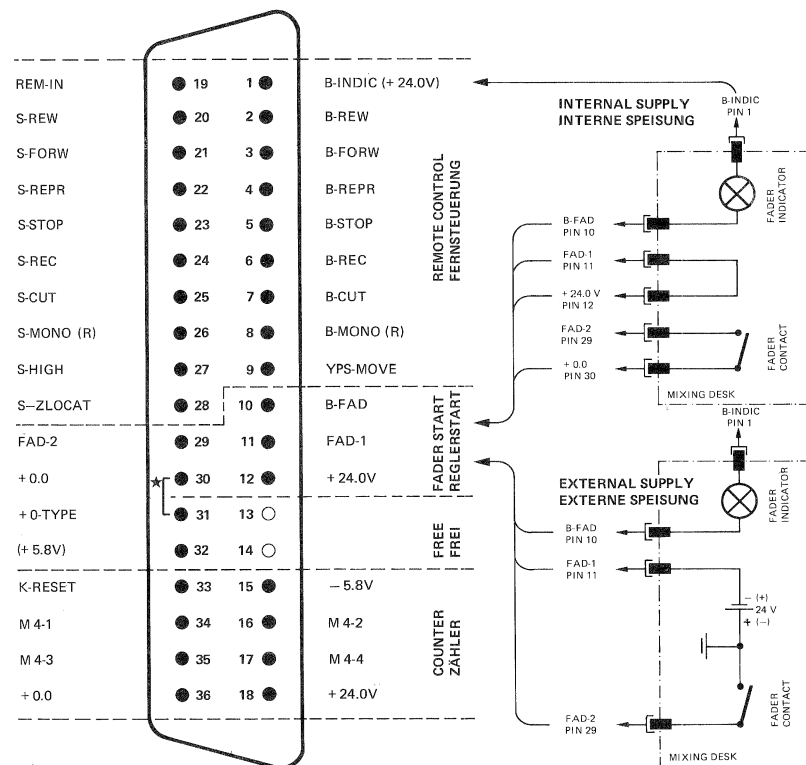 REM-IN 19 1 B-INDIC (+ 24.0V)
S-REW 20 2 B-REW
S-FORW 21 3 B-FORW
S-REPR 22 4 B-REPR
S-STOP 23 5 B-STOP
S-REC 24 6 B-REC
S-CUT 25 7 B-CUT
S-MONO (R) 26 8 B-MONO (R)
S-HIGH 27 9 YPS-MOVE
S–ZLOCAT 28 10 B-FAD
FAD-2 29 11 FAD-1
+ 0.0 ★ 30 12 + 24.0V
+ 0-TYPE 31 13
(+ 5.8V) 32 14
K-RESET 33 15 – 5.8V
M 4-1 34 16 M 4-2
M 4-3 35 17 M 4-4
+ 0.0 36 18 + 24.0V
REMOTE CONTROL
FERNSTEUERUNG
FADER START
REGLERSTART
FREE
FREI
COUNTER
ZÄHLER
INTERNAL SUPPLY
INTERNE SPEISUNG
B-INDIC
PIN 1
FADER
INDICATOR
B-FAD
PIN 10
FAD-1
PIN 11
+ 24.0 V
PIN 12
FAD-2
PIN 29
+ 0.0
PIN 30
FADER
CONTACT
MIXING DESK
B-INDIC
PIN 1
EXTERNAL SUPPLY
EXTERNE SPEISUNG
FADER
INDICATOR
B-FAD
PIN 10
FAD-1
PIN 11
– (+)
24 V
+ (–)
FAD-2
PIN 29
FADER
CONTACT
MIXING DESK